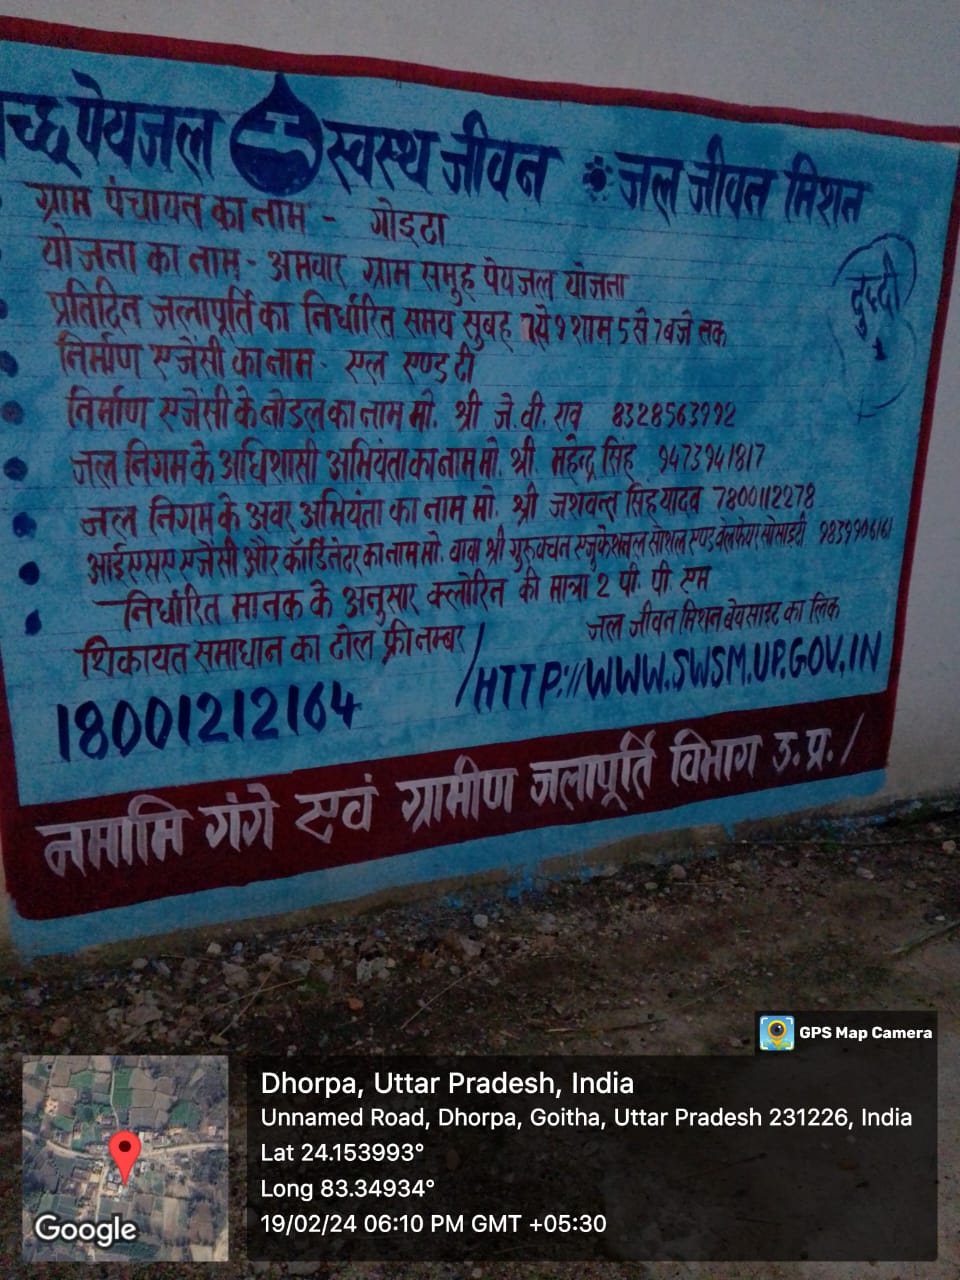 च्छ पेयजल स्वस्थ जीवन जल जीवन मिशन
ग्राम पंचायत का नाम - गोइठा
योजना का नाम - अमवार ग्राम समुह पेयजल योजना
दुद्दी
प्रतिदिन जलापूर्ति का निर्धारित समय सुबह 7 से 9 शाम 5 से 7 बजे तक
निर्माण एजेंसी का नाम - एल एण्ड टी
निर्माण एजेंसी के नोडल का नाम मो. श्री जे.वी. राव 8328563992
जल निगम के अधिशासी अभियंता का नाम मो. श्री. महेन्द्र सिंह 9473941817
जल निगम के अवर अभियंता का नाम मो. श्री जशवन्त सिंह यादव 7800112278
आईएसए एजेंसी और कॉर्डिनेटर का नाम मो. बाबा श्री गुरुवचन एजुकेशनल सोशल एण्ड वेलफेयर सोसाइटी 9839906161
निर्धारित मानक के अनुसार क्लोरिन की मात्रा 2 पी. पी. एम
शिकायत समाधान का टोल फ्री नम्बर /
18001212164
जल जीवन मिशन बेवसाइट का लिंक
/HTTP://WWW.SWSM.UP.GOV.IN
नमामि गंगे एवं ग्रामीण जलापूर्ति विभाग उ.प्र. /
GPS Map Camera
Dhorpa, Uttar Pradesh, India
Unnamed Road, Dhorpa, Goitha, Uttar Pradesh 231226, India
Lat 24.153993°
Long 83.34934°
19/02/24 06:10 PM GMT +05:30
Google